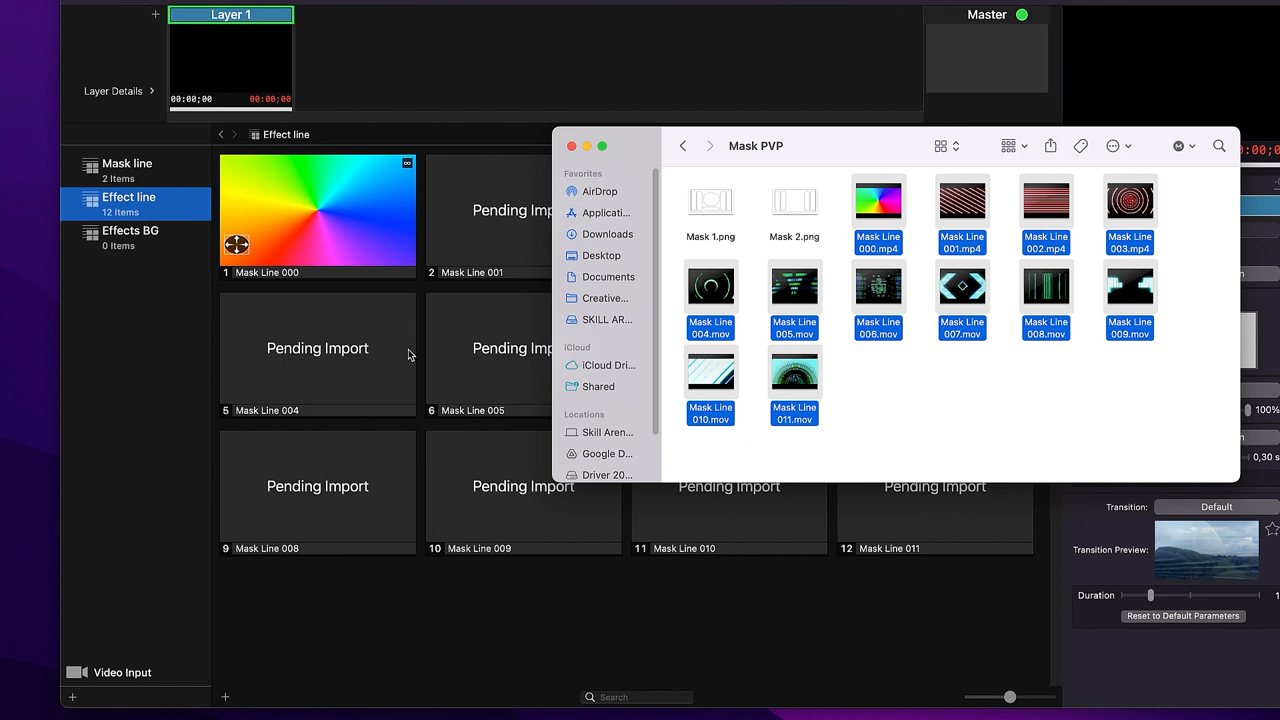 Layer 1
Master
Layer Details
00:00;00
00:00;00
Mask line
2 Items
Effect line
12 Items
Effects BG
0 Items
Video Input
Effect line
1 Mask Line 000
Pending Im
2 Mask Line 001
Pending Import
5 Mask Line 004
Pending Im
6 Mask Line 005
Pending Import
9 Mask Line 008
Pending Import
10 Mask Line 009
Pending Import
11 Mask Line 010
Pending Import
12 Mask Line 011
Search
Mask PVP
Favorites
AirDrop
Applicati...
Downloads
Desktop
Documents
Creative...
SKILL AR...
iCloud
iCloud Dri...
Shared
Locations
Skill Aren...
Google D...
Driver 20...
Mask 1.png
Mask 2.png
Mask Line
000.mp4
Mask Line
001.mp4
Mask Line
002.mp4
Mask Line
003.mp4
Mask Line
004.mov
Mask Line
005.mov
Mask Line
006.mov
Mask Line
007.mov
Mask Line
008.mov
Mask Line
009.mov
Mask Line
010.mov
Mask Line
011.mov
100%
0,30 s
Transition:
Default
Transition Preview:
Duration
1
Reset to Default Parameters